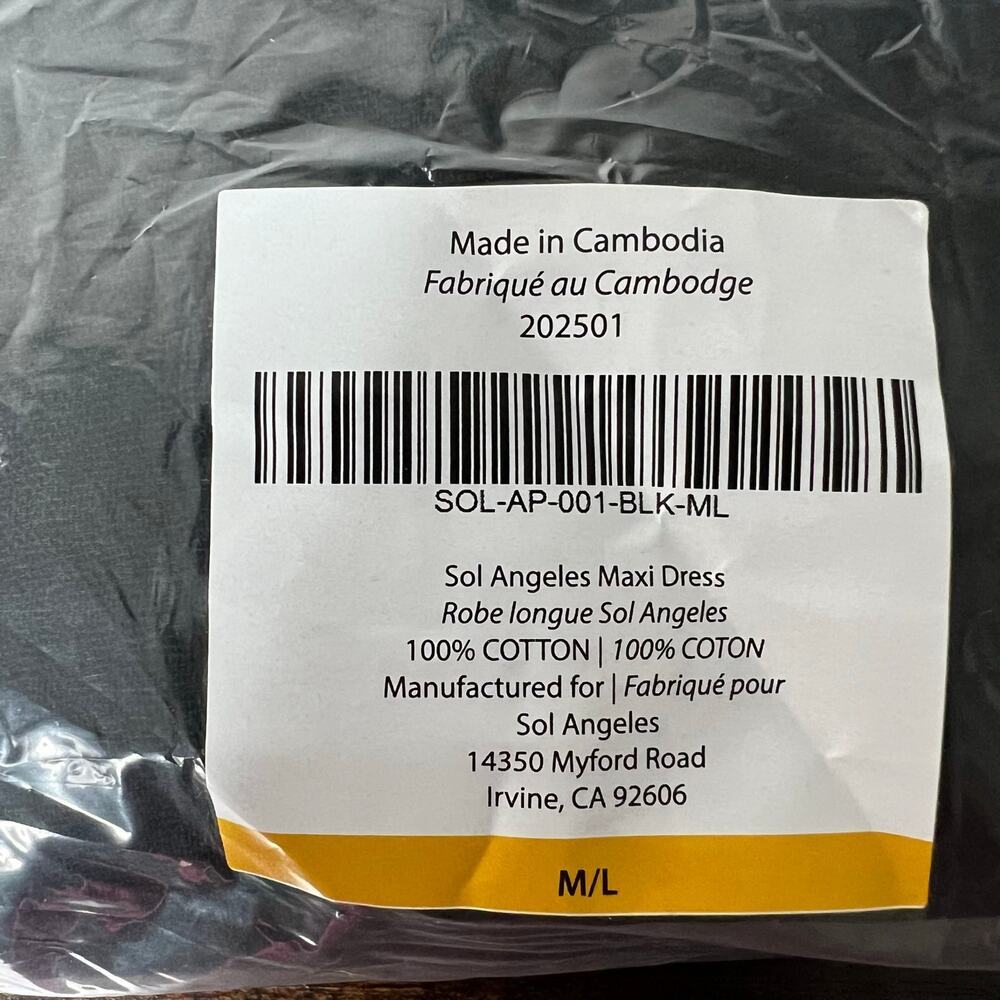 Made in Cambodia
Fabriqué au Cambodge
202501
SOL-AP-001-BLK-ML
Sol Angeles Maxi Dress
Robe longue Sol Angeles
100% COTTON | 100% COTON
Manufactured for | Fabriqué pour
Sol Angeles
14350 Myford Road
Irvine, CA 92606
M/L